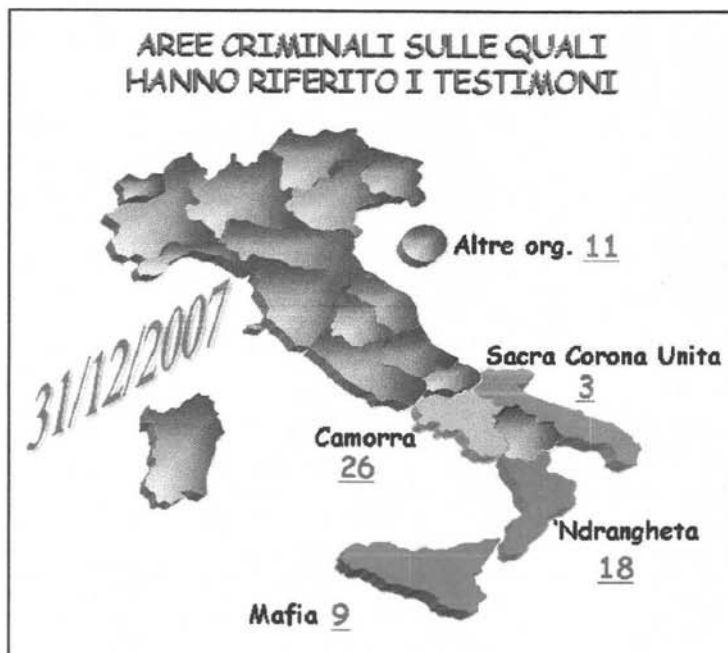 AREE CRIMINALI SULLE QUALI
HANNO RIFERITO I TESTIMONI
Altre org. 11
31/12/2007
Sacra Corona Unita
3
Camorra
26
'Ndrangheta
18
Mafia 9